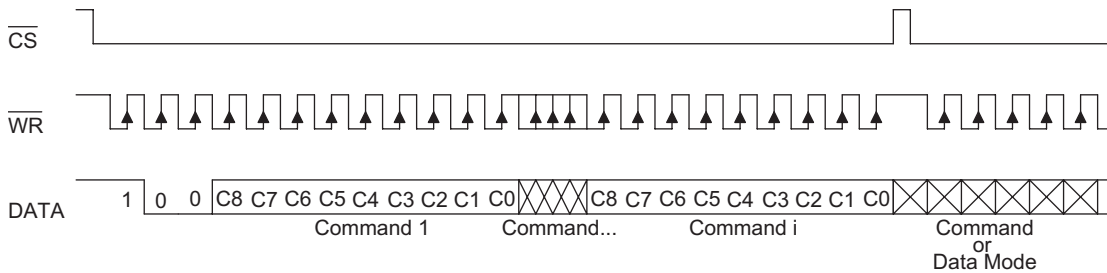 CS
WR
DATA
1 0 0 C8 C7 C6 C5 C4 C3 C2 C1 C0 C8 C7 C6 C5 C4 C3 C2 C1 C0
Command 1 Command... Command i Command
or
Data Mode